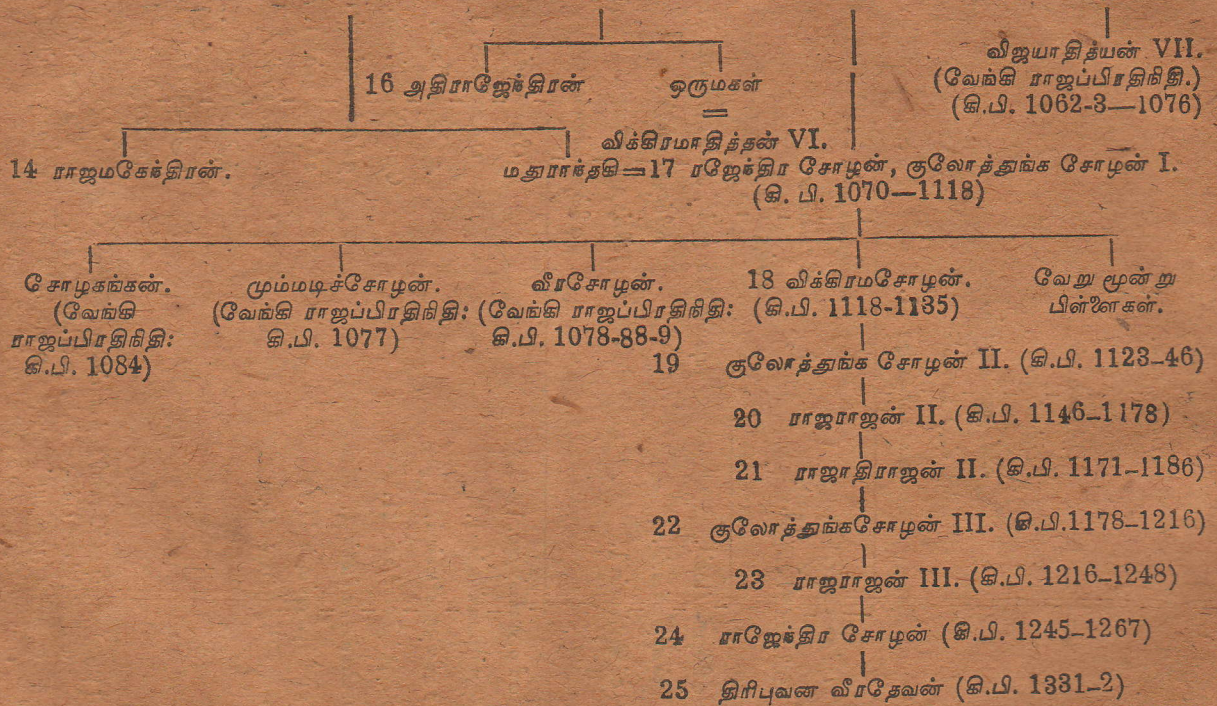 விஜயாதித்யன் VII.
16 அதிராஜேந்திரன் ஒருமகள் (வேங்கி ராஜப்பிரதிநிதி.)
= (கி.பி. 1062-3—1076)
விக்கிரமாதித்தன் VI.
14 ராஜமகேந்திரன். மதுராந்தகி=17 ரஜேந்திர சோழன், குலோத்துங்க சோழன் I.
(கி. பி. 1070—1118)
சோழகங்கன். மும்மடிச்சோழன். வீரசோழன். 18 விக்கிரமசோழன். வேறு மூன்று
(வேங்கி (வேங்கி ராஜப்பிரதிநிதி: (வேங்கி ராஜப்பிரதிநிதி: (கி.பி. 1118-1135) பிள்ளைகள்.
ராஜப்பிரதிநிதி: கி.பி. 1077) கி.பி. 1078-88-9)
கி.பி. 1084) 19 குலோத்துங்க சோழன் II. (கி.பி. 1123–46)
20 ராஜராஜன் II. (கி.பி. 1146–1178)
21 ராஜாதிராஜன் II. (கி.பி. 1171–1186)
22 குலோத்துங்கசோழன் III. (கி.பி.1178–1216)
23 ராஜராஜன் III. (கி.பி. 1216–1248)
24 ராஜேந்திர சோழன் (கி.பி. 1245–1267)
25 திரிபுவன வீரதேவன் (கி.பி. 1331–2)